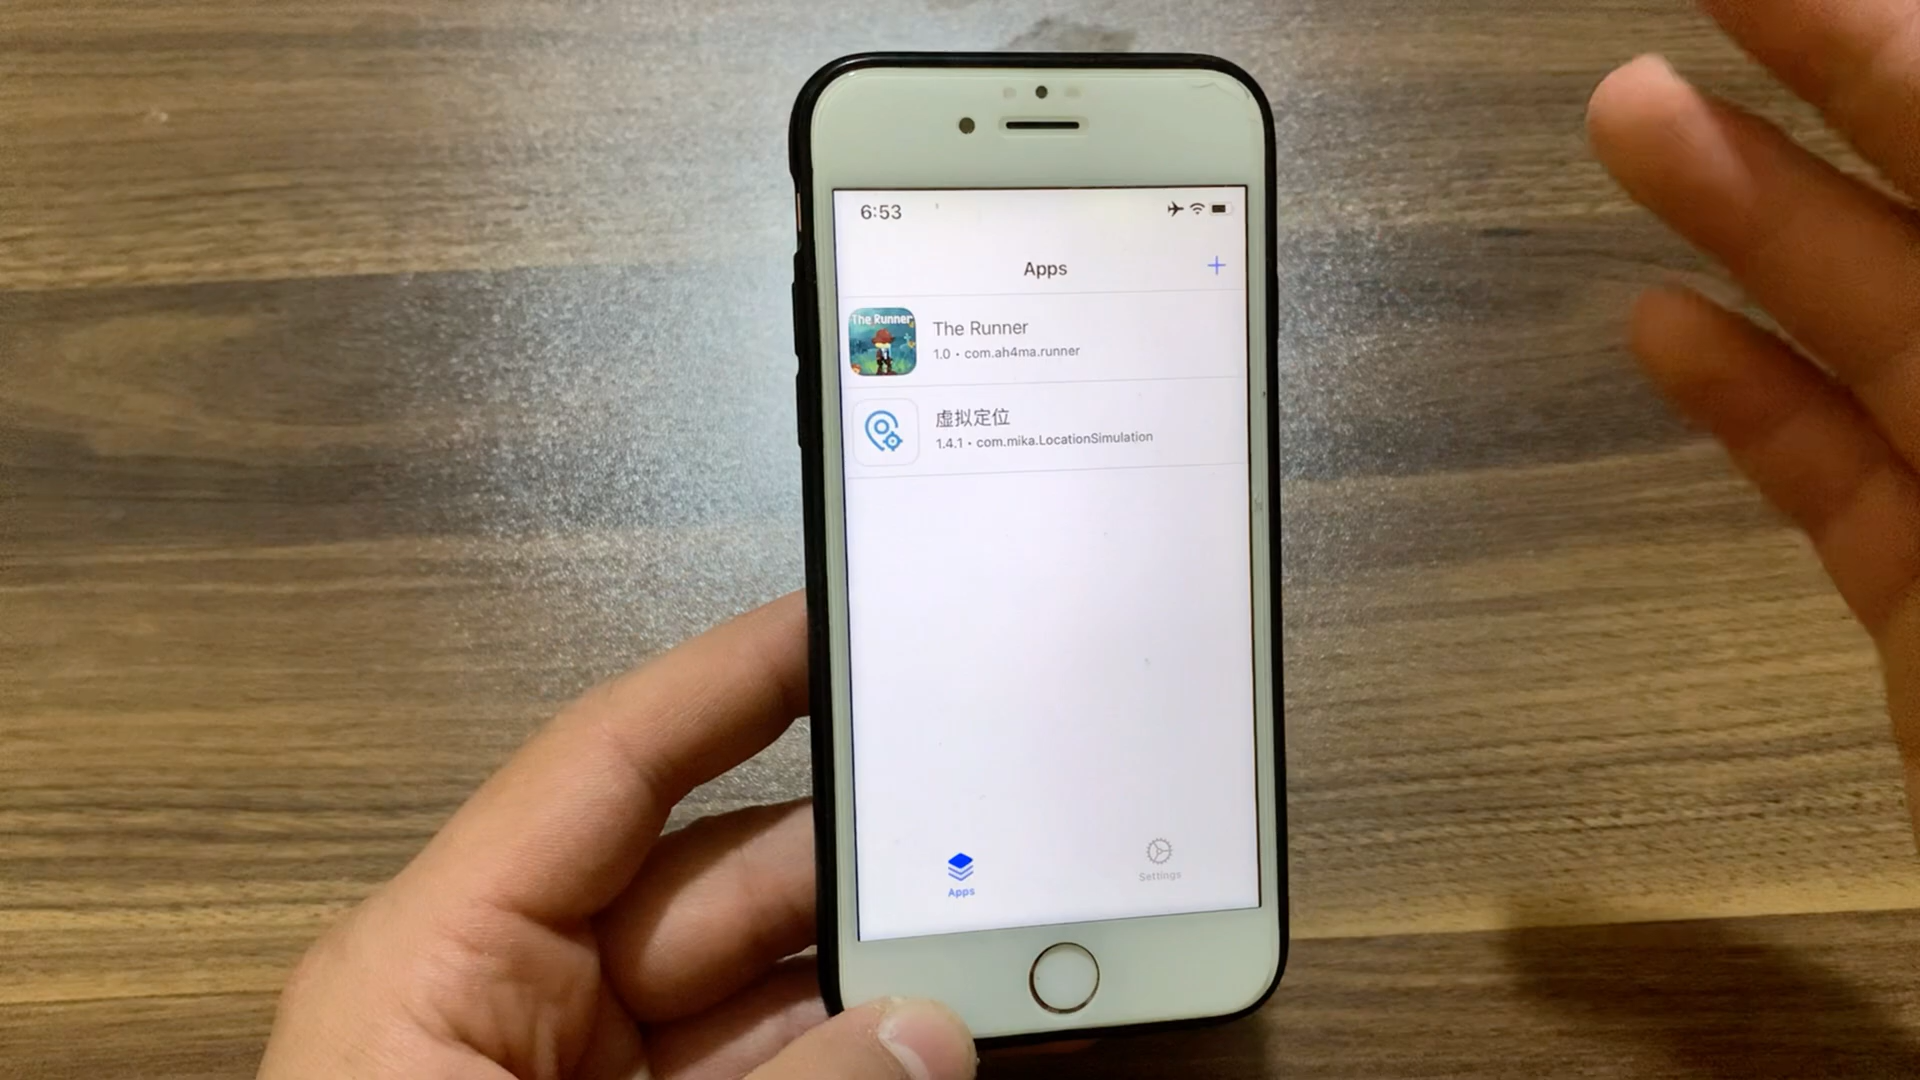 6:53
Apps
The Runner
The Runner
1.0 • com.ah4ma.runner
虚拟定位
1.4.1 • com.mika.LocationSimulation
Apps
Settings